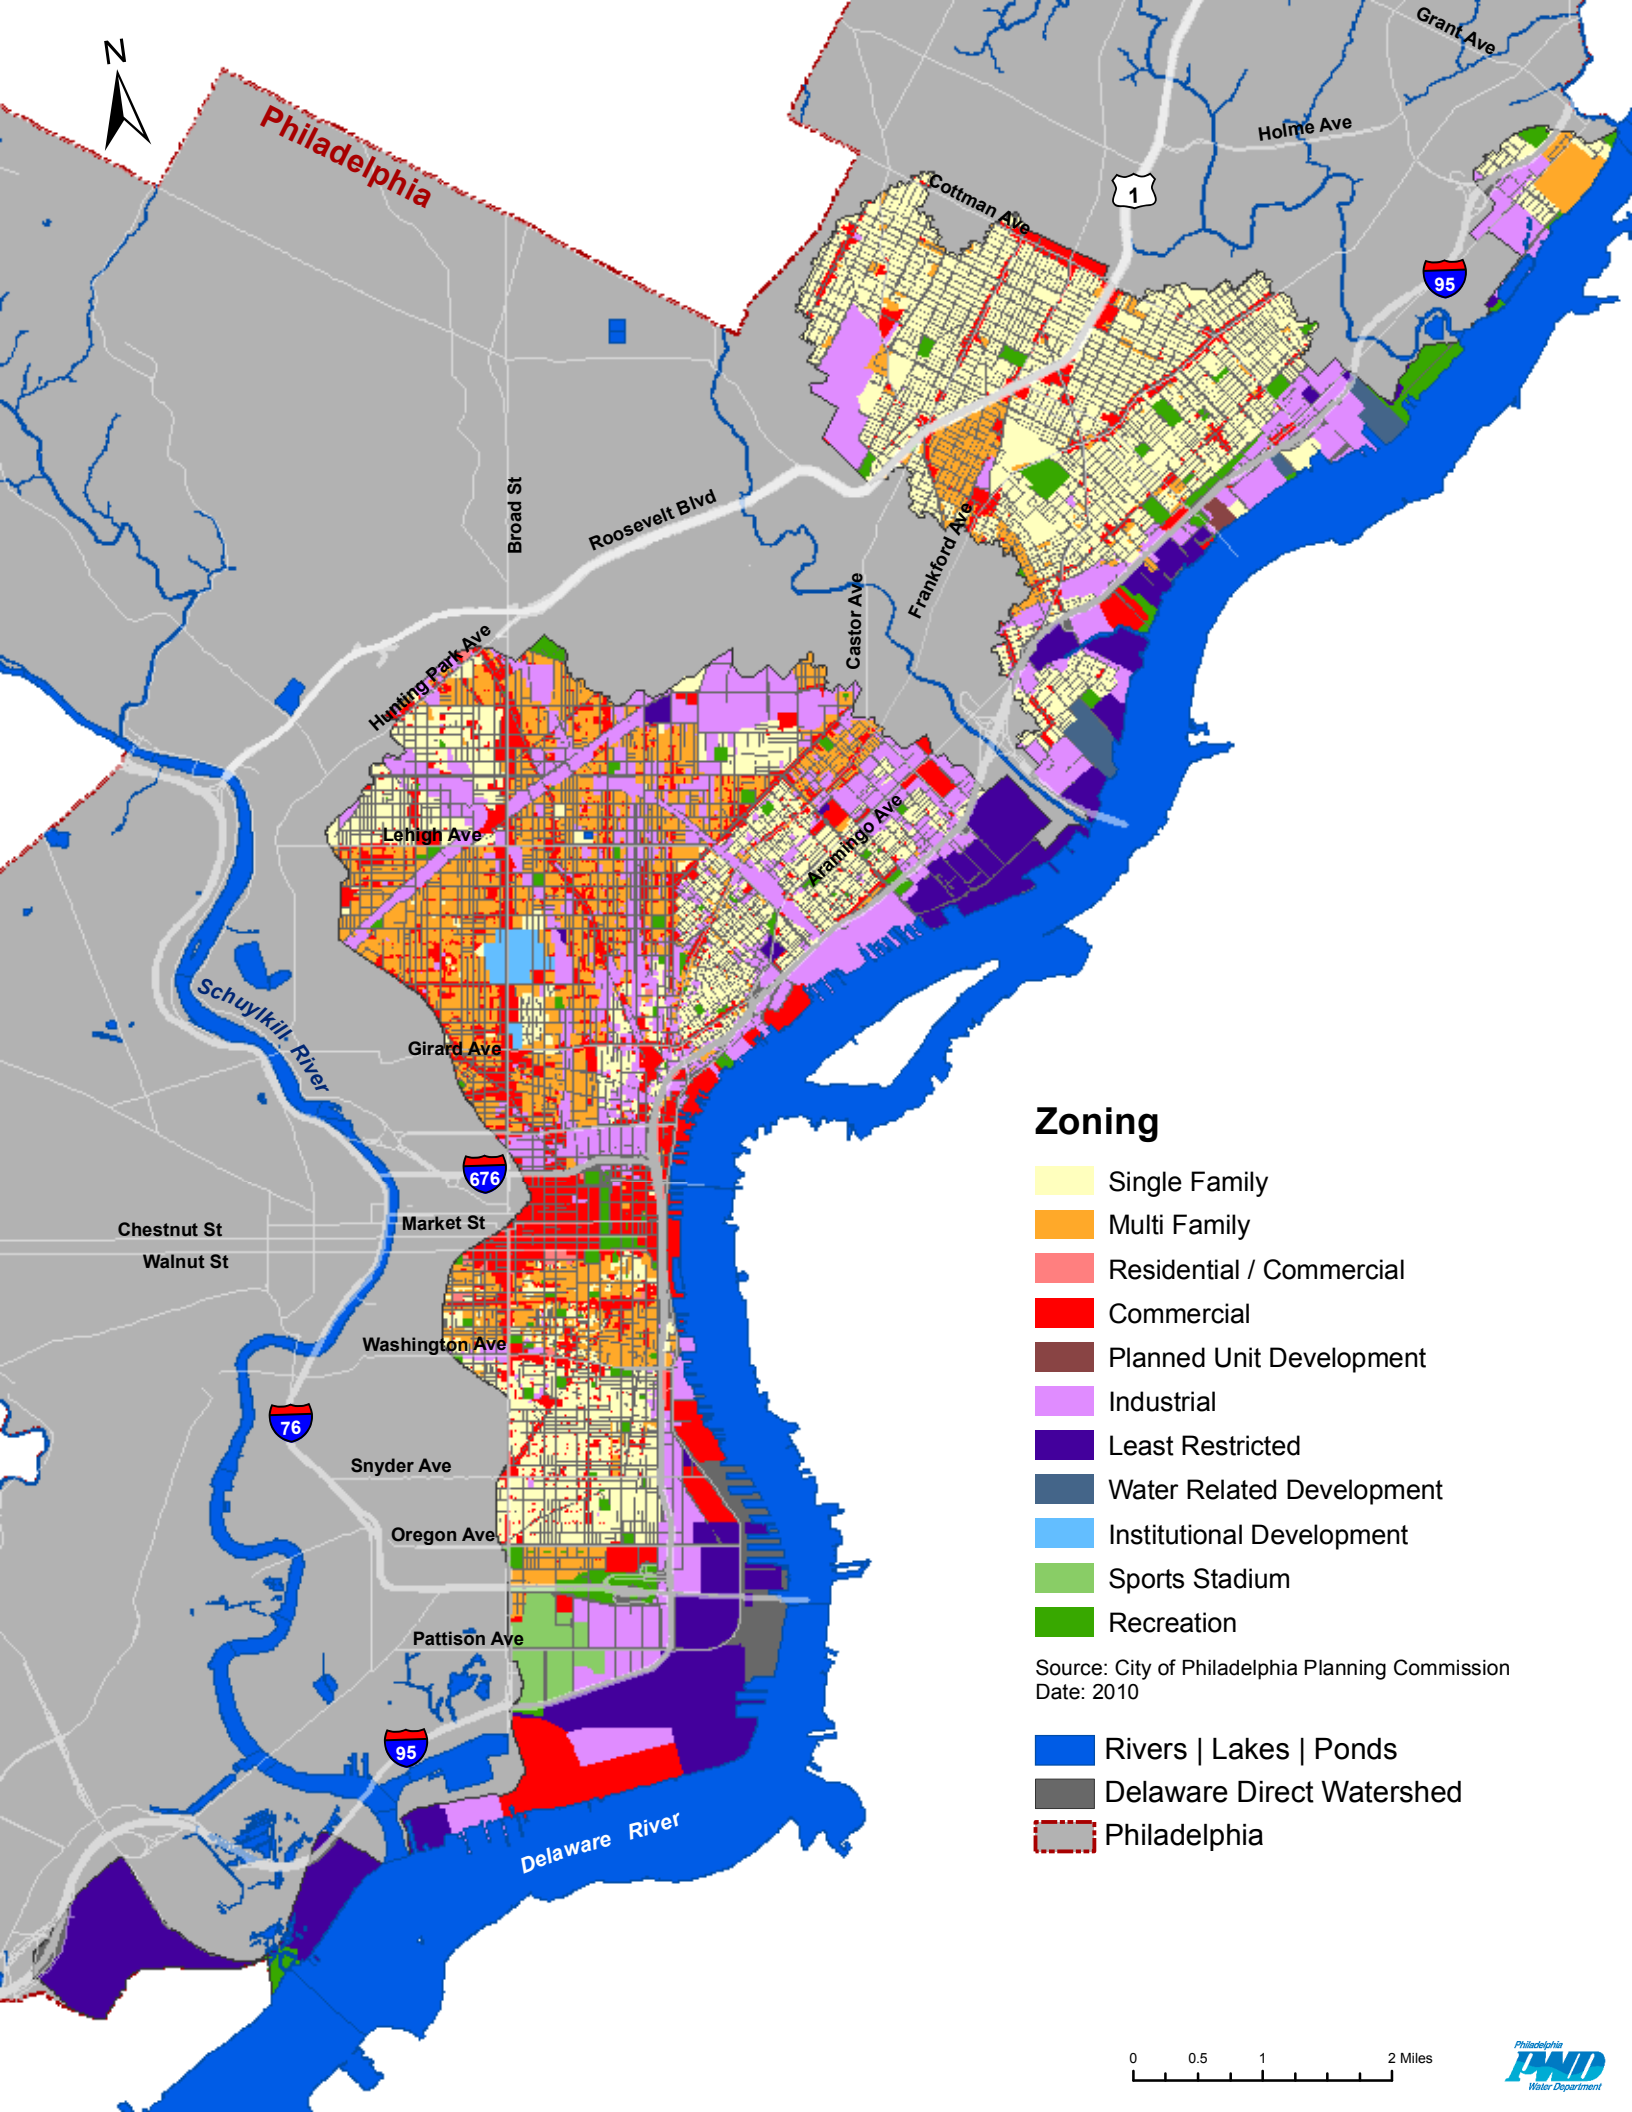 N
Grant Ave
Philadelphia
Holme Ave
Cottman Ave
1
95
Broad St
Roosevelt Blvd
Frankford Ave
Castor Ave
Hunting Park Ave
Lehigh Ave
Aramingo Ave
Schuylkill River
Girard Ave
676
Market St
Chestnut St
Walnut St
Washington Ave
76
Snyder Ave
Oregon Ave
Pattison Ave
95
Delaware River
Zoning
Single Family
Multi Family
Residential / Commercial
Commercial
Planned Unit Development
Industrial
Least Restricted
Water Related Development
Institutional Development
Sports Stadium
Recreation
Source: City of Philadelphia Planning Commission
Date: 2010
Rivers | Lakes | Ponds
Delaware Direct Watershed
Philadelphia
0 0.5 1 2 Miles
Philadelphia
PWD
Water Department